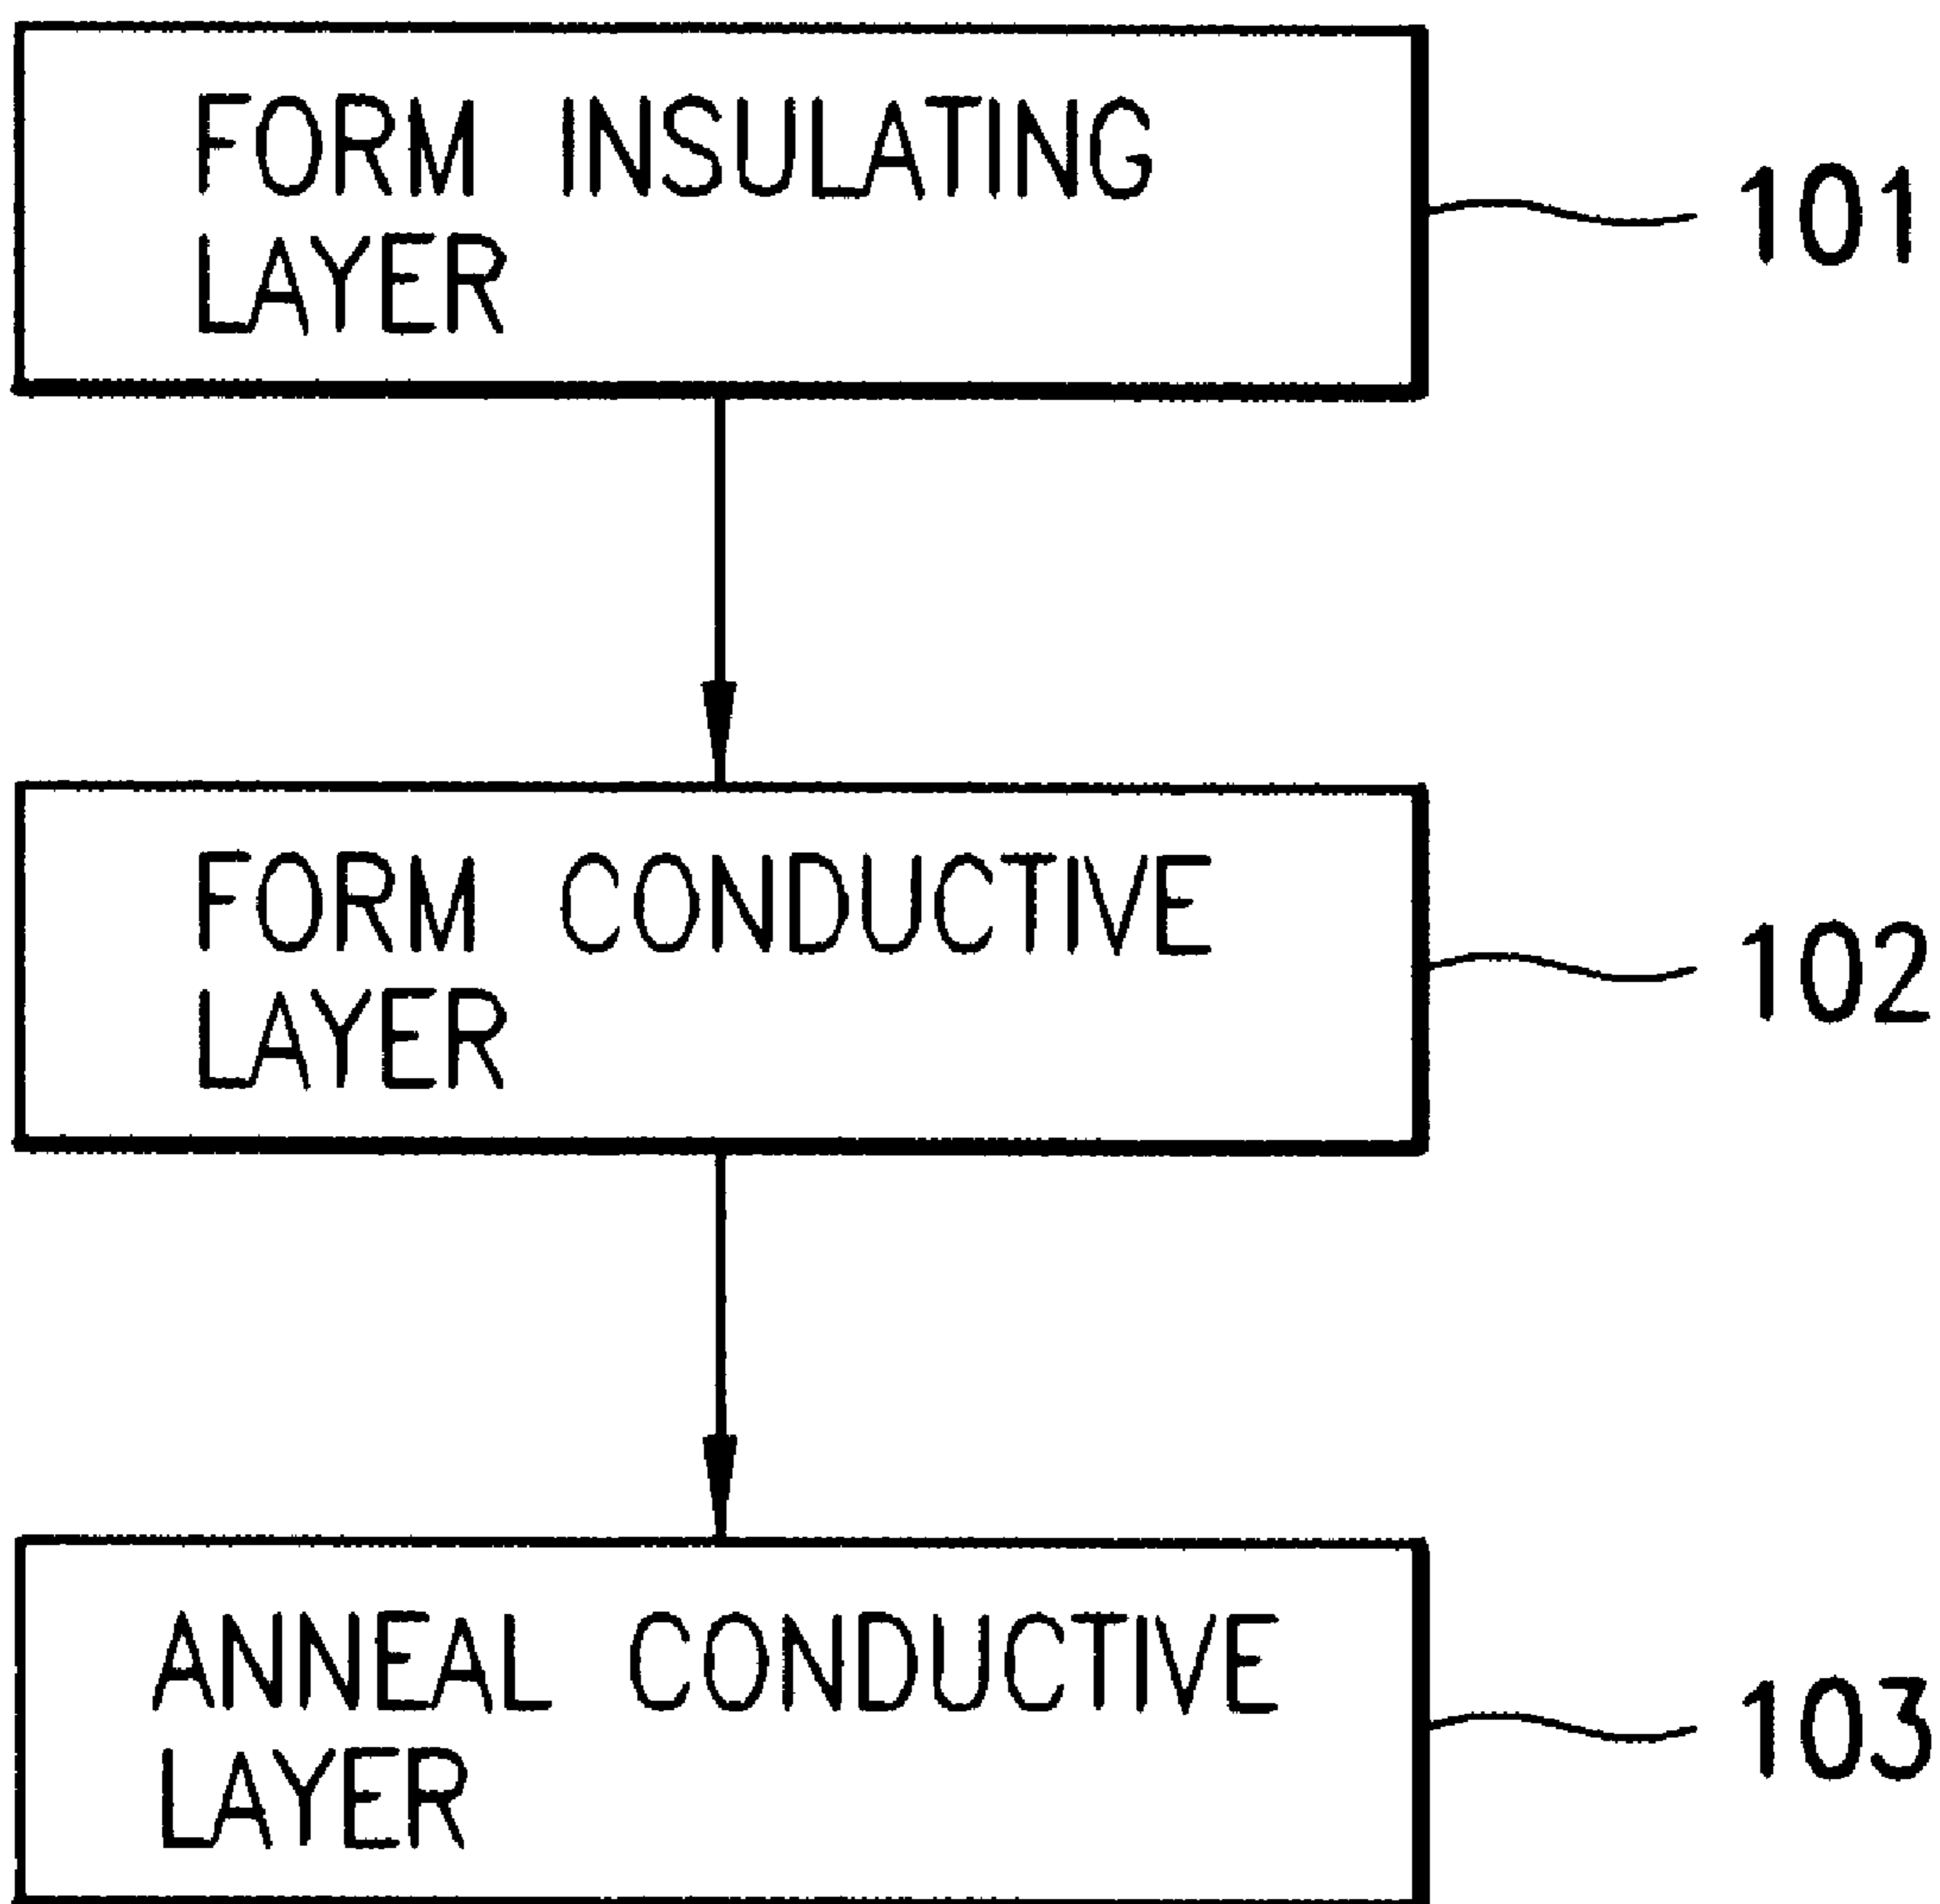 FORM INSULATING
LAYER
101
FORM CONDUCTIVE
LAYER
102
ANNEAL CONDUCTIVE
LAYER
103